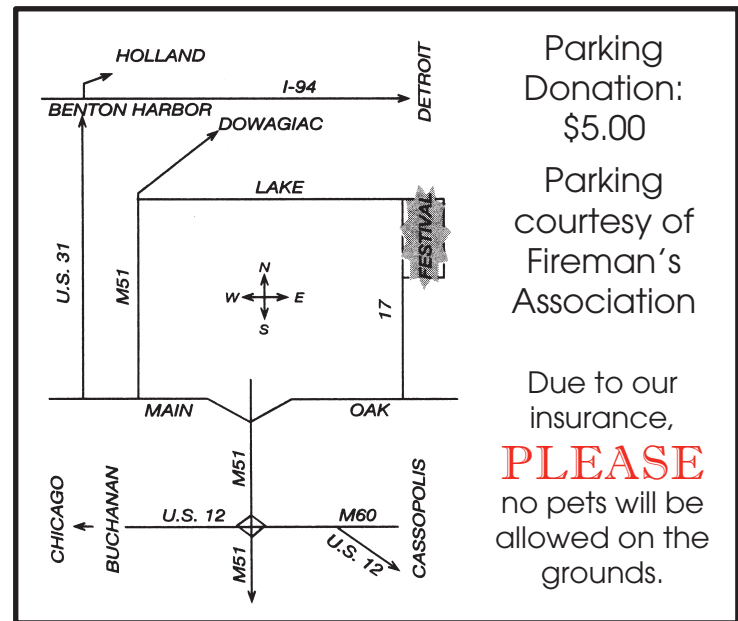 HOLLAND
I-94
DETROIT
BENTON HARBOR
DOWAGIAC
LAKE
FESTIVAL
U.S. 31
M51
N
W
E
S
17
MAIN
OAK
M51
CHICAGO
BUCHANAN
U.S. 12
M60
U.S. 12
CASSOPOLIS
M51
Parking
Donation:
$5.00
Parking
courtesy of
Fireman's
Association
Due to our
insurance,
PLEASE
no pets will be
allowed on the
grounds.